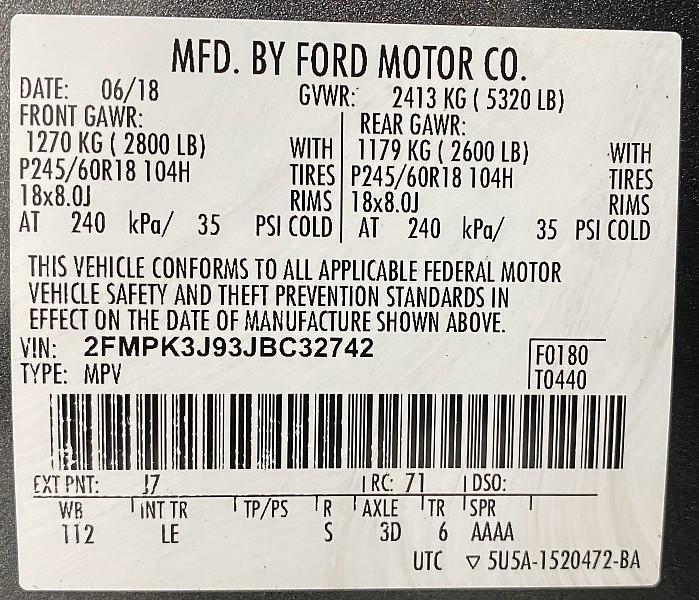 MFD. BY FORD MOTOR CO.
DATE: 06/18 GVWR: 2413 KG ( 5320 LB)
FRONT GAWR: REAR GAWR:
1270 KG ( 2800 LB) WITH 1179 KG ( 2600 LB) WITH
P245/60R18 104H TIRES P245/60R18 104H TIRES
18x8.0J RIMS 18x8.0J RIMS
AT 240 kPa/ 35 PSI COLD AT 240 kPa/ 35 PSI COLD
THIS VEHICLE CONFORMS TO ALL APPLICABLE FEDERAL MOTOR
VEHICLE SAFETY AND THEFT PREVENTION STANDARDS IN
EFFECT ON THE DATE OF MANUFACTURE SHOWN ABOVE.
VIN: 2FMPK3J93JBC32742 F0180
TYPE: MPV T0440
EXT PNT: J7 RC: 71 DSO:
WB INT TR TP/PS R AXLE TR SPR
112 LE S 3D 6 AAAA
UTC ▽ 5U5A-1520472-BA